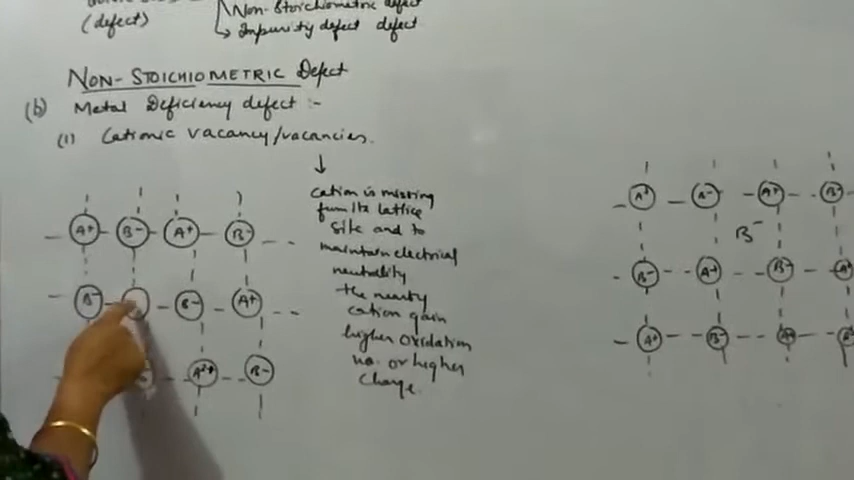 (defect)
Non-Stoichiometric defect
Impurity defect defect
NON-STOICHIOMETRIC Defect
(b) Metal Deficiency defect :-
(1) Cationic vacancy/vacancies.
cation is missing
from its lattice
site and to
maintain electrical
neutrality
the nearby
cation gain
higher oxidation
no. or higher
charge.
A+ B- A+ B-
B- B- A+
A2+ B-
A+ B-
B-
B- A+ B-
A+ B- A+